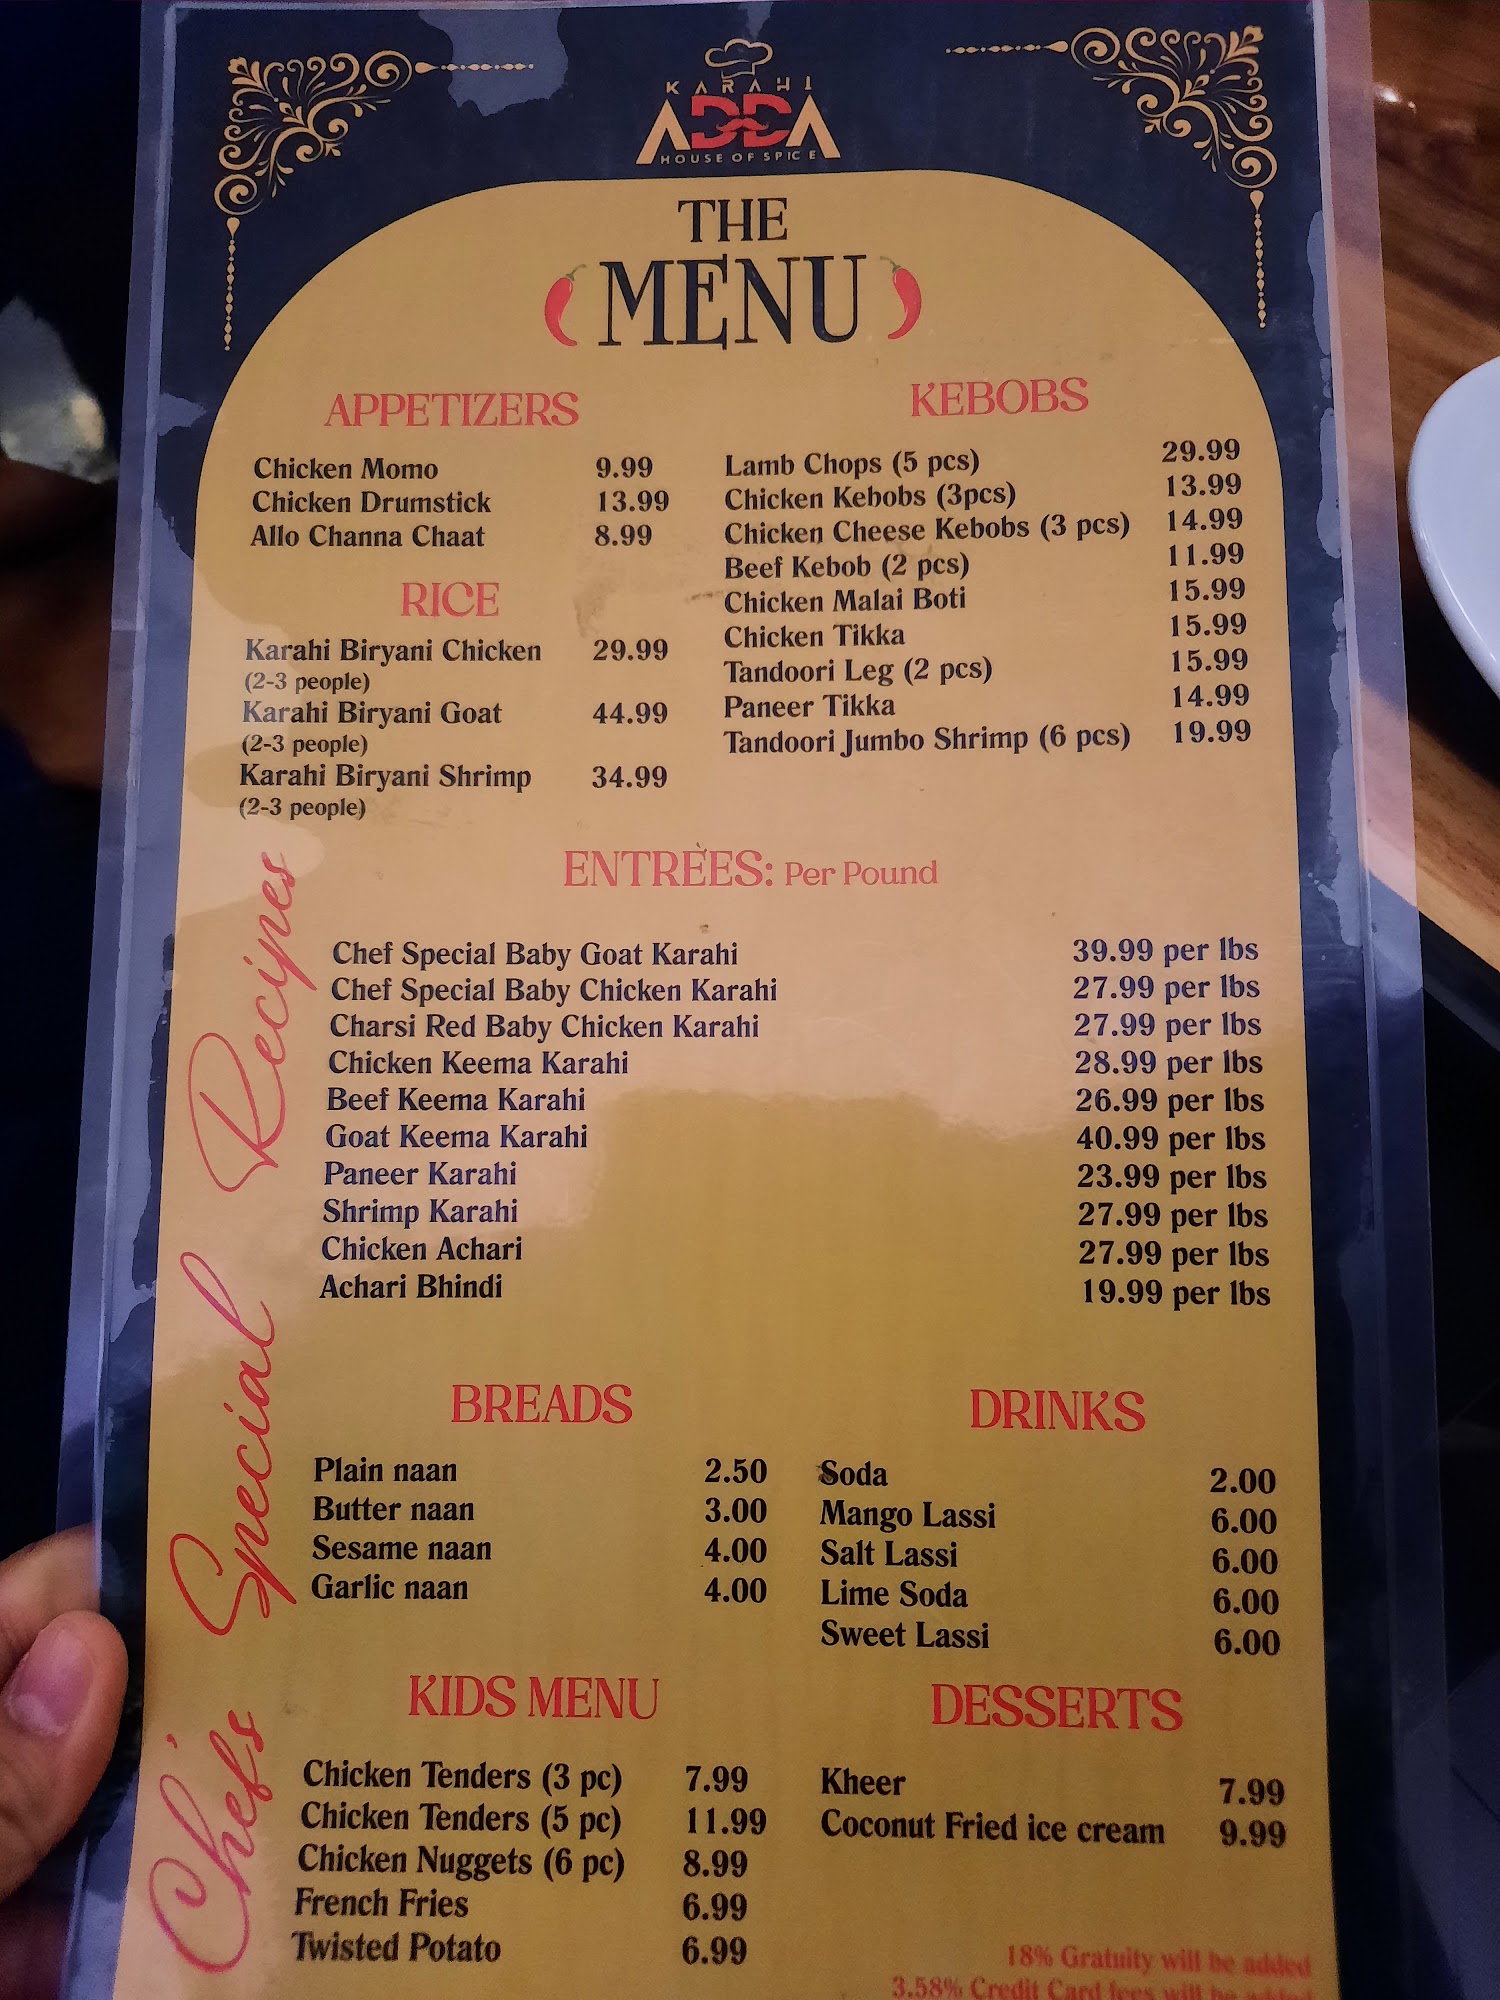 KARAHI
ADDA
HOUSE OF SPICE
THE
MENU
APPETIZERS
Chicken Momo 9.99
Chicken Drumstick 13.99
Allo Channa Chaat 8.99
RICE
Karahi Biryani Chicken 29.99
(2-3 people)
Karahi Biryani Goat 44.99
(2-3 people)
Karahi Biryani Shrimp 34.99
(2-3 people)
KEBOBS
Lamb Chops (5 pcs) 29.99
Chicken Kebobs (3pcs) 13.99
Chicken Cheese Kebobs (3 pcs) 14.99
Beef Kebob (2 pcs) 11.99
Chicken Malai Boti 15.99
Chicken Tikka 15.99
Tandoori Leg (2 pcs) 15.99
Paneer Tikka 14.99
Tandoori Jumbo Shrimp (6 pcs) 19.99
Chef's Special Recipes
ENTRÈES: Per Pound
Chef Special Baby Goat Karahi 39.99 per lbs
Chef Special Baby Chicken Karahi 27.99 per lbs
Charsi Red Baby Chicken Karahi 27.99 per lbs
Chicken Keema Karahi 28.99 per lbs
Beef Keema Karahi 26.99 per lbs
Goat Keema Karahi 40.99 per lbs
Paneer Karahi 23.99 per lbs
Shrimp Karahi 27.99 per lbs
Chicken Achari 27.99 per lbs
Achari Bhindi 19.99 per lbs
BREADS
Plain naan 2.50
Butter naan 3.00
Sesame naan 4.00
Garlic naan 4.00
DRINKS
Soda 2.00
Mango Lassi 6.00
Salt Lassi 6.00
Lime Soda 6.00
Sweet Lassi 6.00
KIDS MENU
Chicken Tenders (3 pc) 7.99
Chicken Tenders (5 pc) 11.99
Chicken Nuggets (6 pc) 8.99
French Fries 6.99
Twisted Potato 6.99
DESSERTS
Kheer 7.99
Coconut Fried ice cream 9.99
18% Gratuity will be added
3.58% Credit Card fees will be added